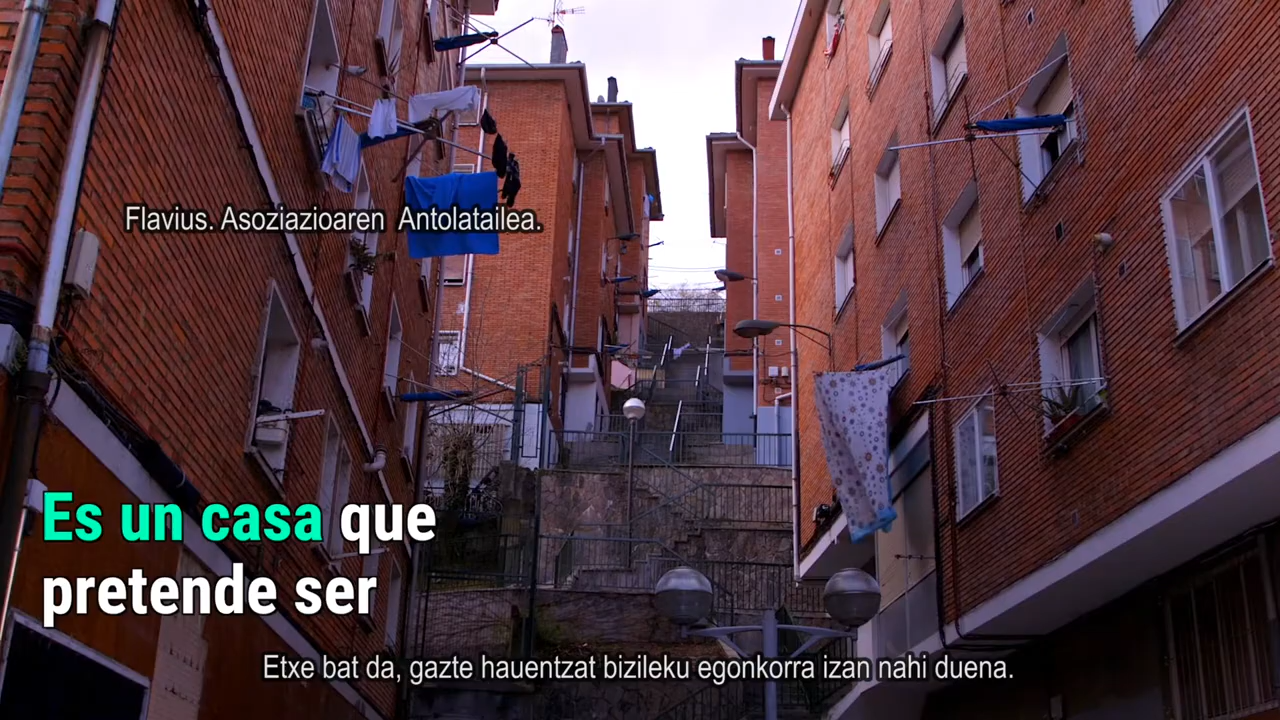 Flavius. Asoziazioaren Antolatailea.
Es un casa que
pretende ser
Etxe bat da, gazte hauentzat bizileku egonkorra izan nahi duena.